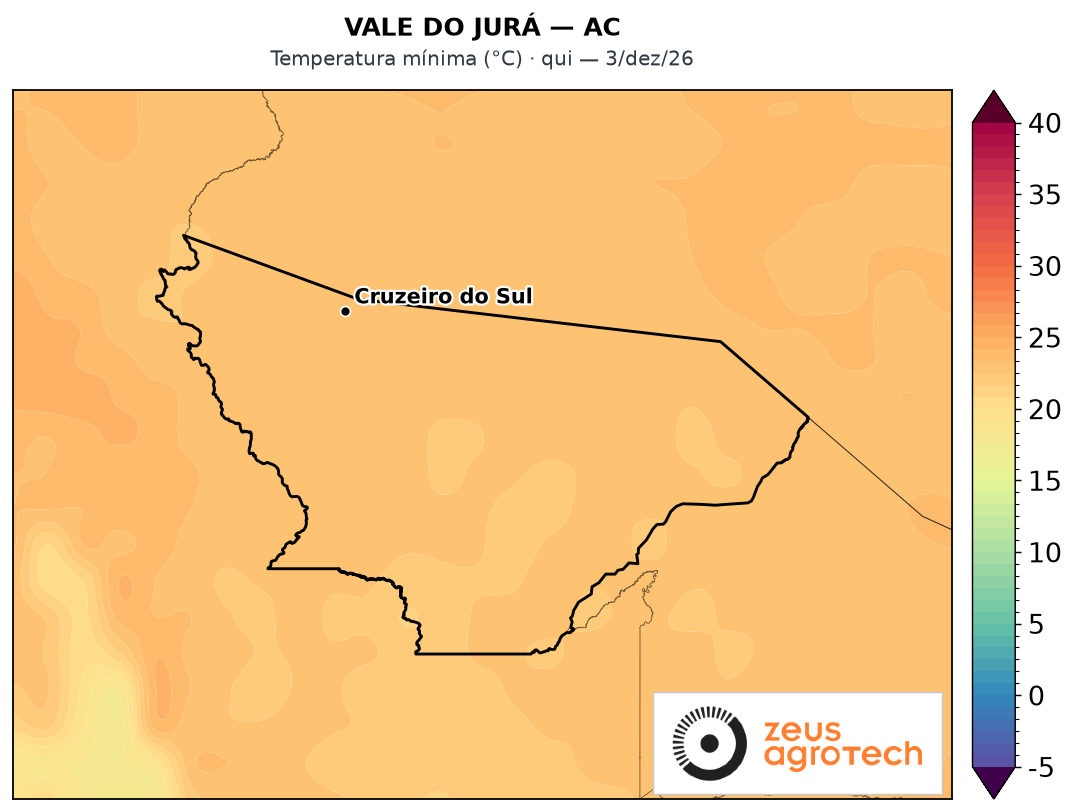 VALE DO JURÁ — AC
Temperatura mínima (°C) · qui — 3/dez/26
Cruzeiro do Sul
40
35
30
25
20
15
10
5
0
-5
zeus
agrotech